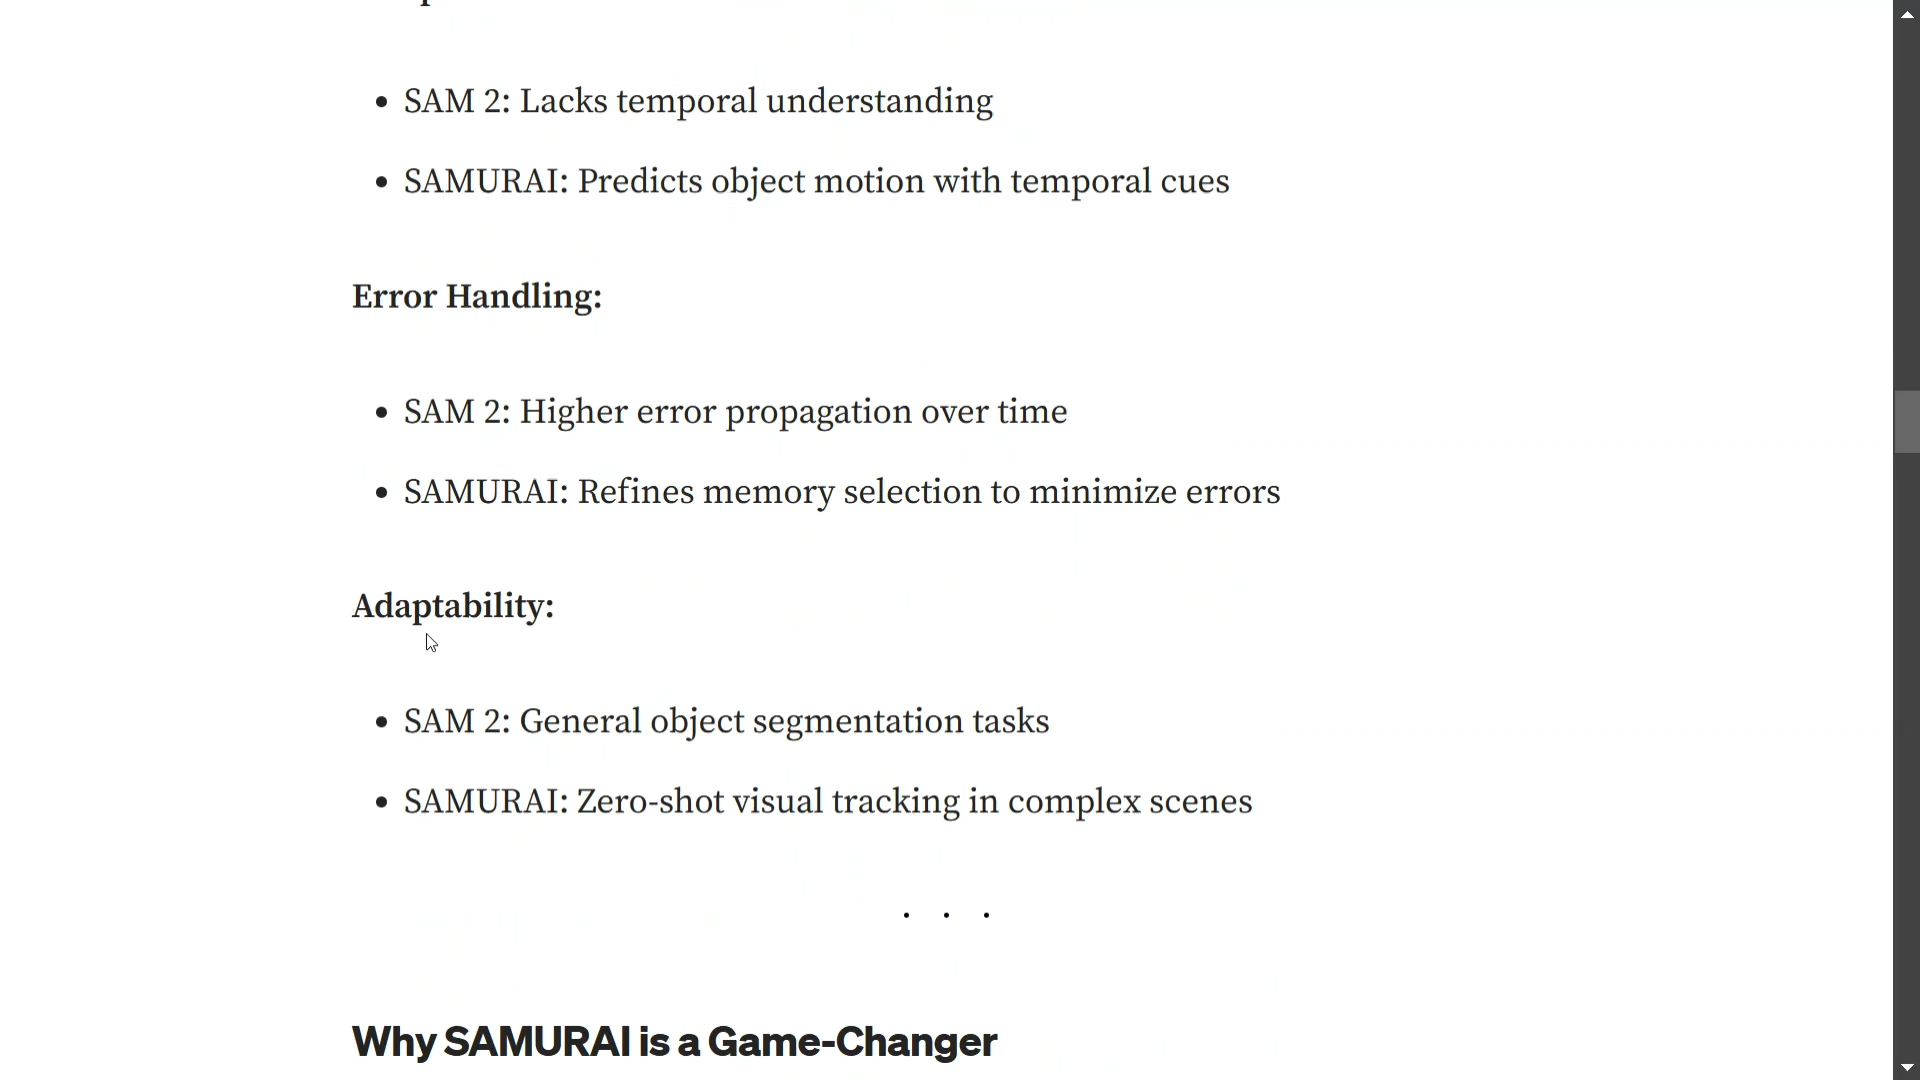 SAM 2: Lacks temporal understanding
SAMURAI: Predicts object motion with temporal cues
Error Handling:
SAM 2: Higher error propagation over time
SAMURAI: Refines memory selection to minimize errors
Adaptability:
SAM 2: General object segmentation tasks
SAMURAI: Zero-shot visual tracking in complex scenes
. . .
Why SAMURAI is a Game-Changer